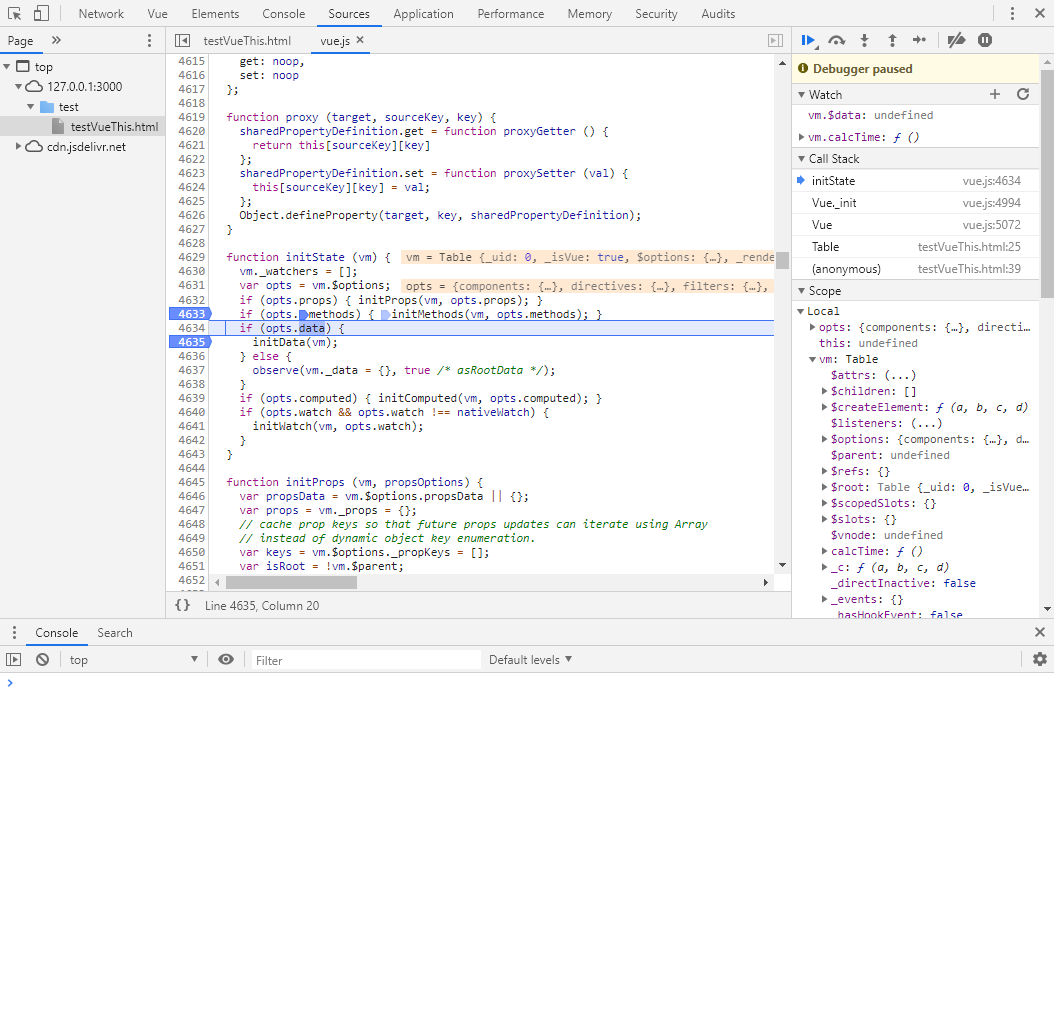 Network Vue Elements Console Sources Application Performance Memory Security Audits
Page » testVueThis.html vue.js ×
top
127.0.0.1:3000
test
testVueThis.html
cdn.jsdelivr.net
4615 get: noop,
4616 set: noop
4617 };
4618
4619 function proxy (target, sourceKey, key) {
4620 sharedPropertyDefinition.get = function proxyGetter () {
4621 return this[sourceKey][key]
4622 };
4623 sharedPropertyDefinition.set = function proxySetter (val) {
4624 this[sourceKey][key] = val;
4625 };
4626 Object.defineProperty(target, key, sharedPropertyDefinition);
4627 }
4628
4629 function initState (vm) { vm = Table {_uid: 0, _isVue: true, $options: {…}, _rende
4630 vm._watchers = [];
4631 var opts = vm.$options; opts = {components: {…}, directives: {…}, filters: {…},
4632 if (opts.props) { initProps(vm, opts.props); }
4633 if (opts.methods) { initMethods(vm, opts.methods); }
4634 if (opts.data) {
4635 initData(vm);
4636 } else {
4637 observe(vm._data = {}, true /* asRootData */);
4638 }
4639 if (opts.computed) { initComputed(vm, opts.computed); }
4640 if (opts.watch && opts.watch !== nativeWatch) {
4641 initWatch(vm, opts.watch);
4642 }
4643 }
4644
4645 function initProps (vm, propsOptions) {
4646 var propsData = vm.$options.propsData || {};
4647 var props = vm._props = {};
4648 // cache prop keys so that future props updates can iterate using Array
4649 // instead of dynamic object key enumeration.
4650 var keys = vm.$options._propKeys = [];
4651 var isRoot = !vm.$parent;
4652
{} Line 4635, Column 20
Debugger paused
Watch
vm.$data: undefined
vm.calcTime: ƒ ()
Call Stack
initState vue.js:4634
Vue._init vue.js:4994
Vue vue.js:5072
Table testVueThis.html:25
(anonymous) testVueThis.html:39
Scope
Local
opts: {components: {…}, directi…
this: undefined
vm: Table
$attrs: (...)
$children: []
$createElement: ƒ (a, b, c, d)
$listeners: (...)
$options: {components: {…}, d…
$parent: undefined
$refs: {}
$root: Table {_uid: 0, _isVue…
$scopedSlots: {}
$slots: {}
$vnode: undefined
calcTime: ƒ ()
_c: ƒ (a, b, c, d)
_directInactive: false
_events: {}
_hasHookEvent: false
Console Search
top Filter Default levels